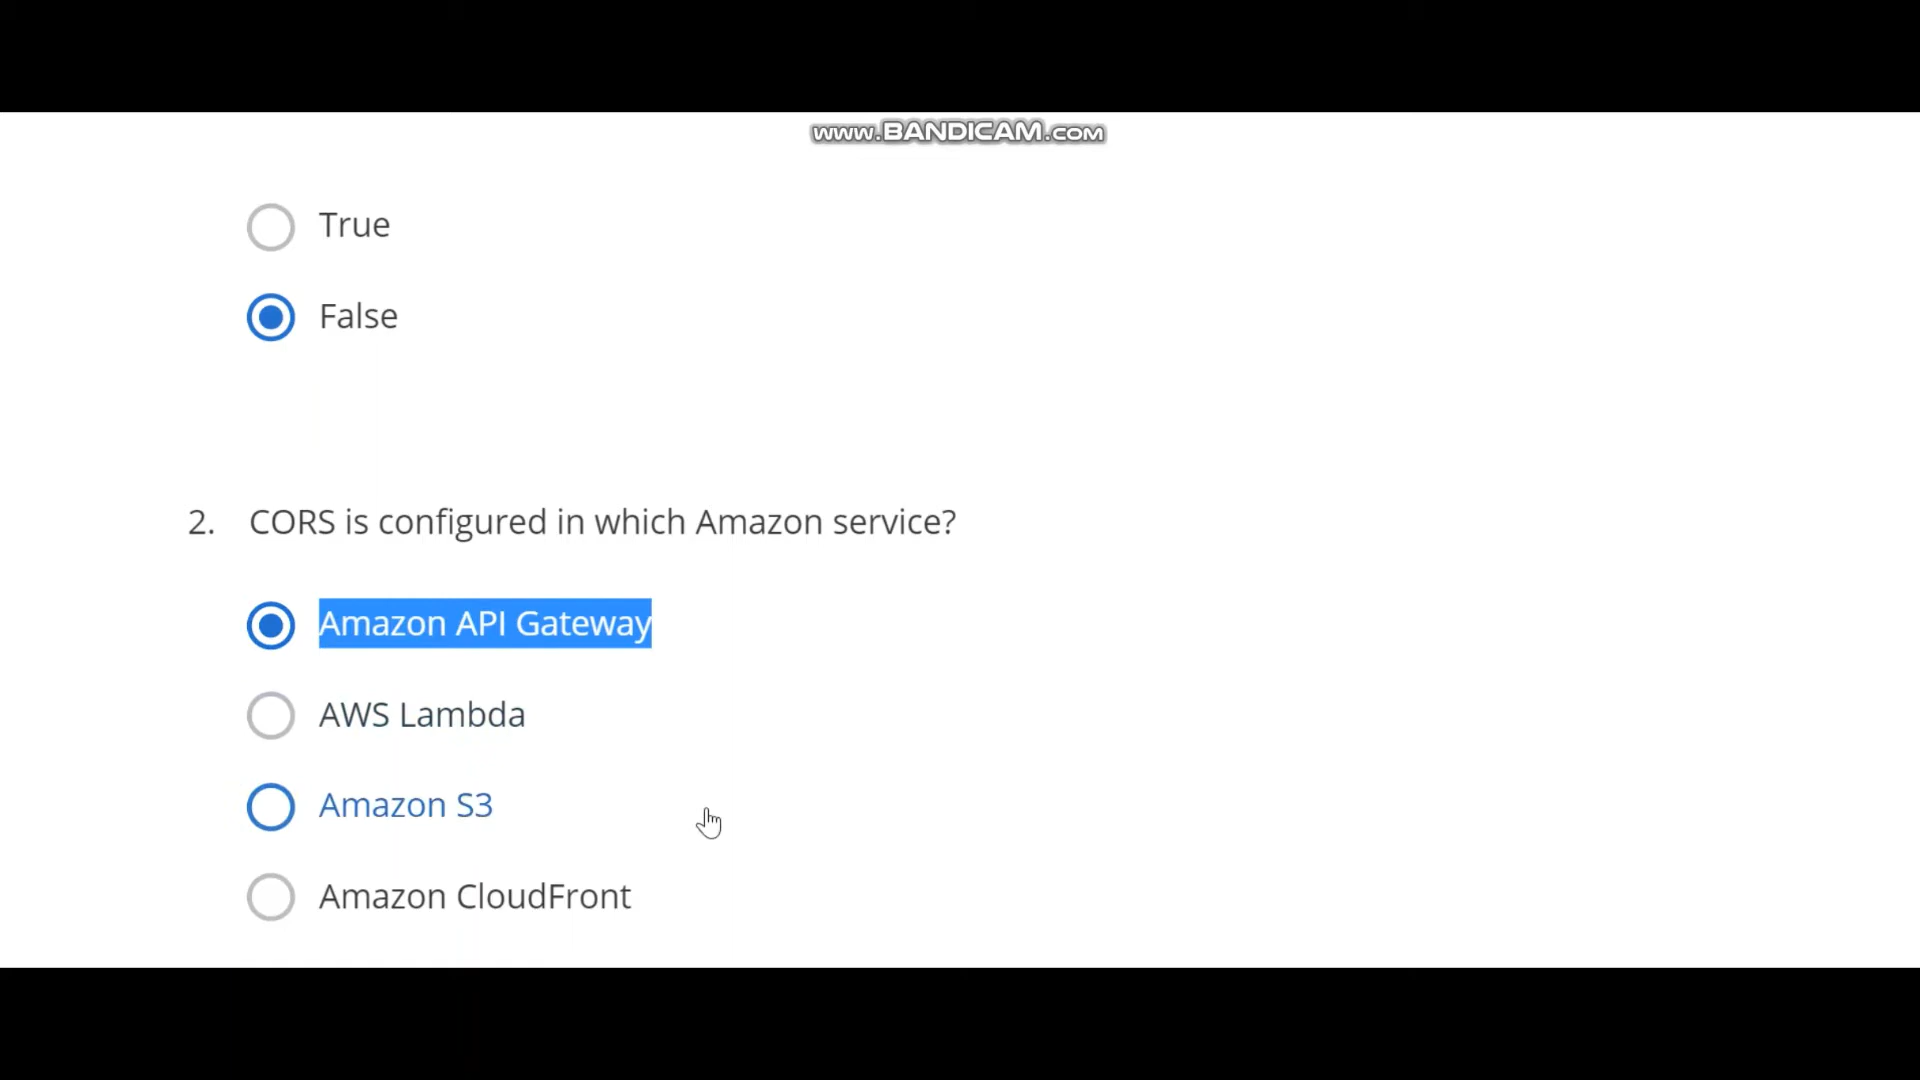 www.BANDICAM.com
True
False
2. CORS is configured in which Amazon service?
Amazon API Gateway
AWS Lambda
Amazon S3
Amazon CloudFront